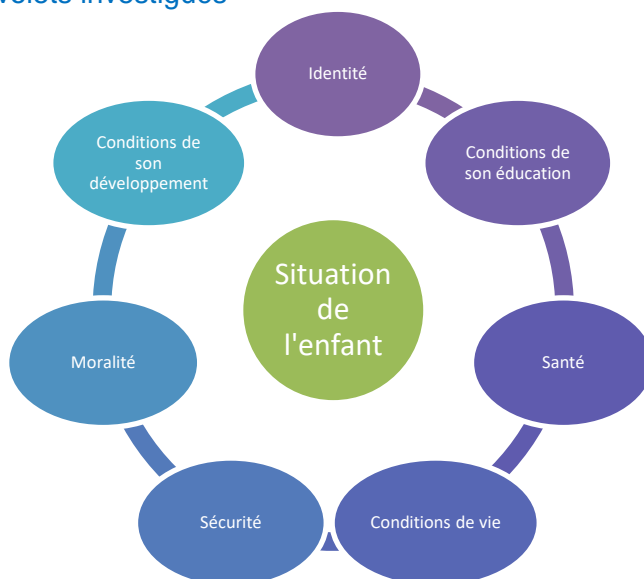 volets investigués
Identité
Conditions de
son éducation
Santé
Conditions de vie
Sécurité
Moralité
Conditions de
son
développement
Situation
de
l'enfant